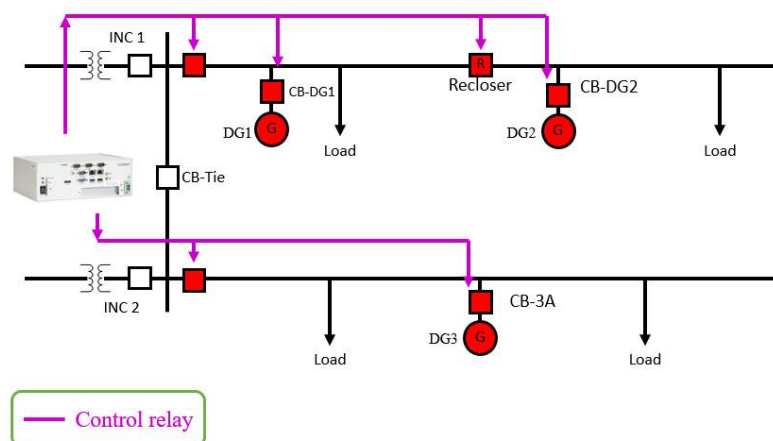 INC 1
R
Recloser
CB-DG1
CB-DG2
DG1
G
DG2
G
Load
Load
CB-Tie
INC 2
CB-3A
DG3
G
Load
Load
Control relay